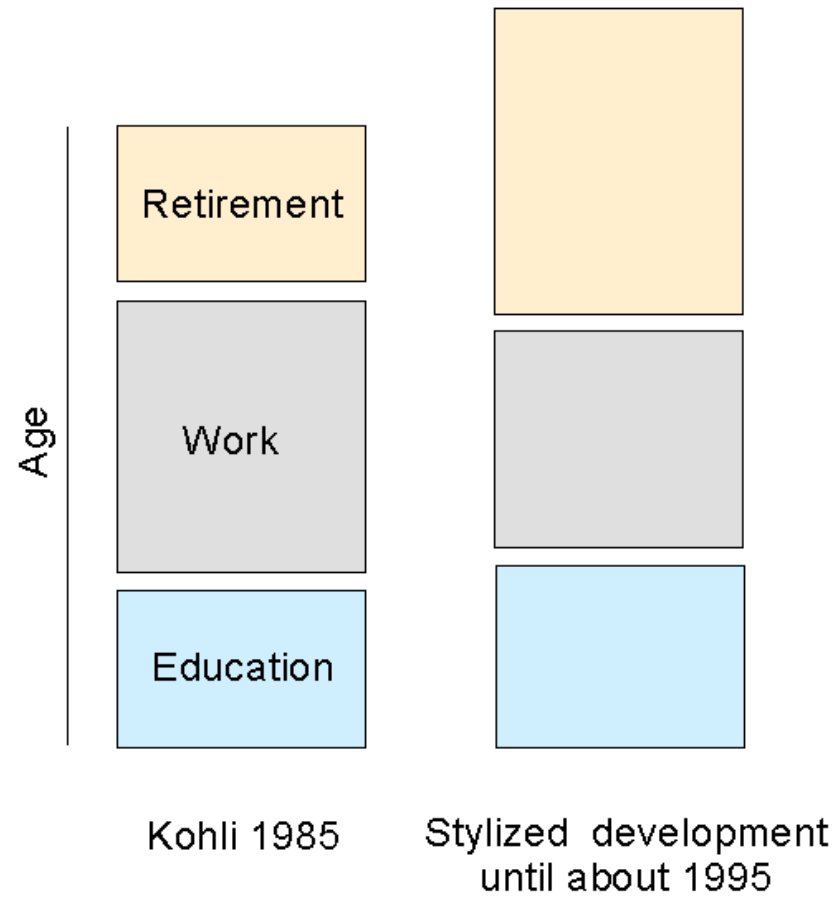 Retirement
Work
Age
Education
Kohli 1985
Stylized development
until about 1995